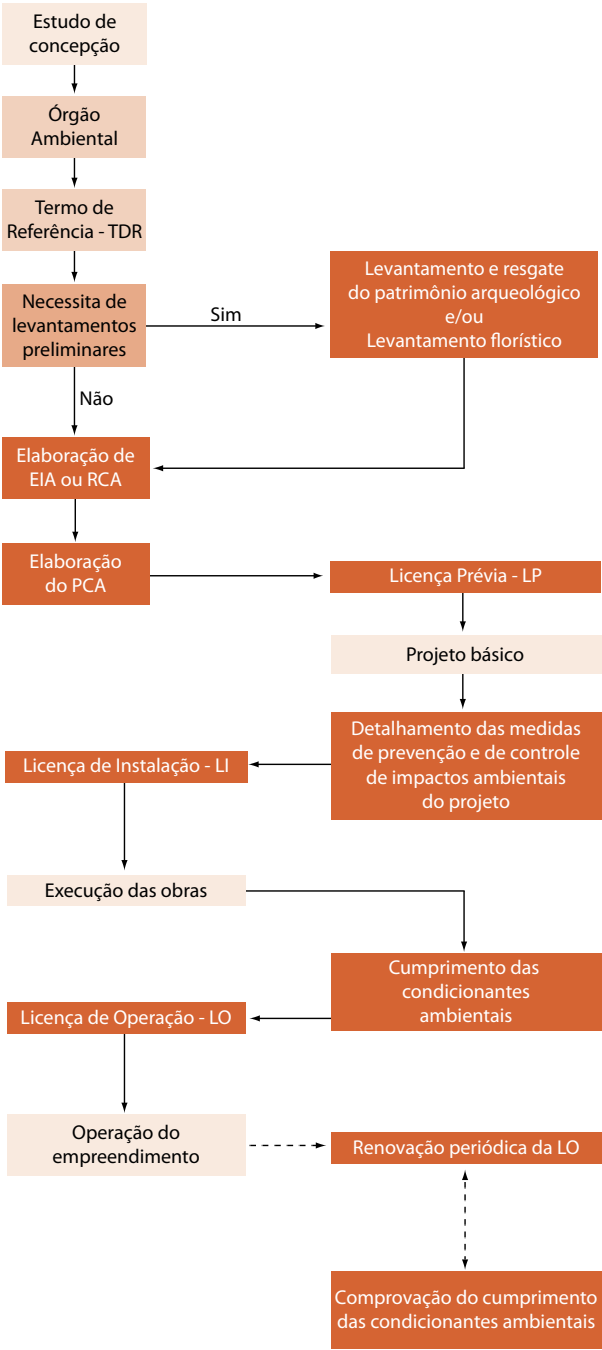 Estudo de
concepção
Órgão
Ambiental
Termo de
Referência - TDR
Necessita de
levantamentos
preliminares
Sim
Levantamento e resgate
do patrimônio arqueológico
e/ou
Levantamento florístico
Não
Elaboração de
EIA ou RCA
Elaboração
do PCA
Licença Prévia - LP
Projeto básico
Detalhamento das medidas
de prevenção e de controle
de impactos ambientais
do projeto
Licença de Instalação - LI
Execução das obras
Cumprimento das
condicionantes
ambientais
Licença de Operação - LO
Operação do
empreendimento
Renovação periódica da LO
Comprovação do cumprimento
das condicionantes ambientais